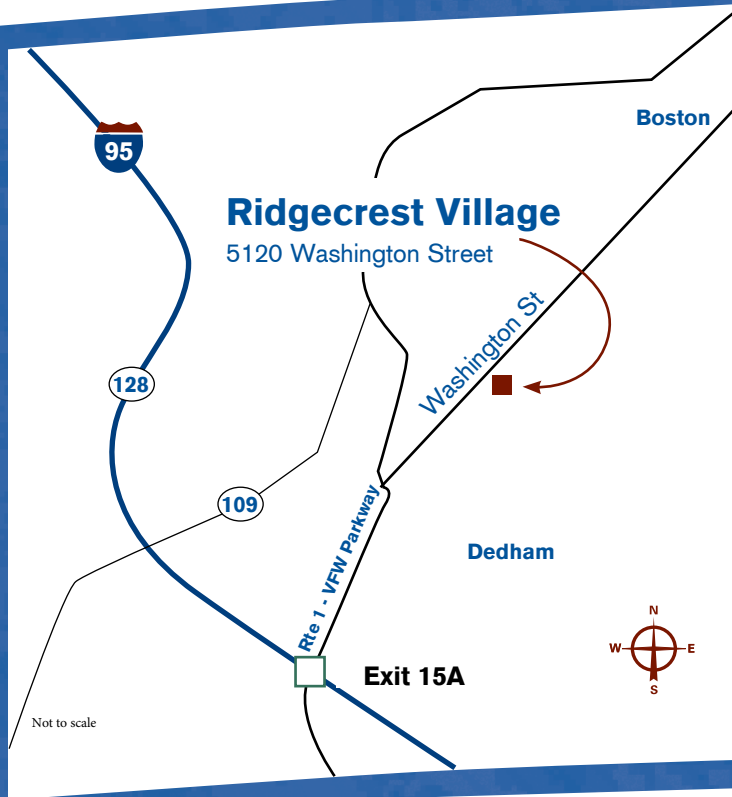 Boston
95
Ridgecrest Village
5120 Washington Street
Washington St
128
109
Rte 1 - VFW Parkway
Dedham
N
W
E
S
Exit 15A
Not to scale